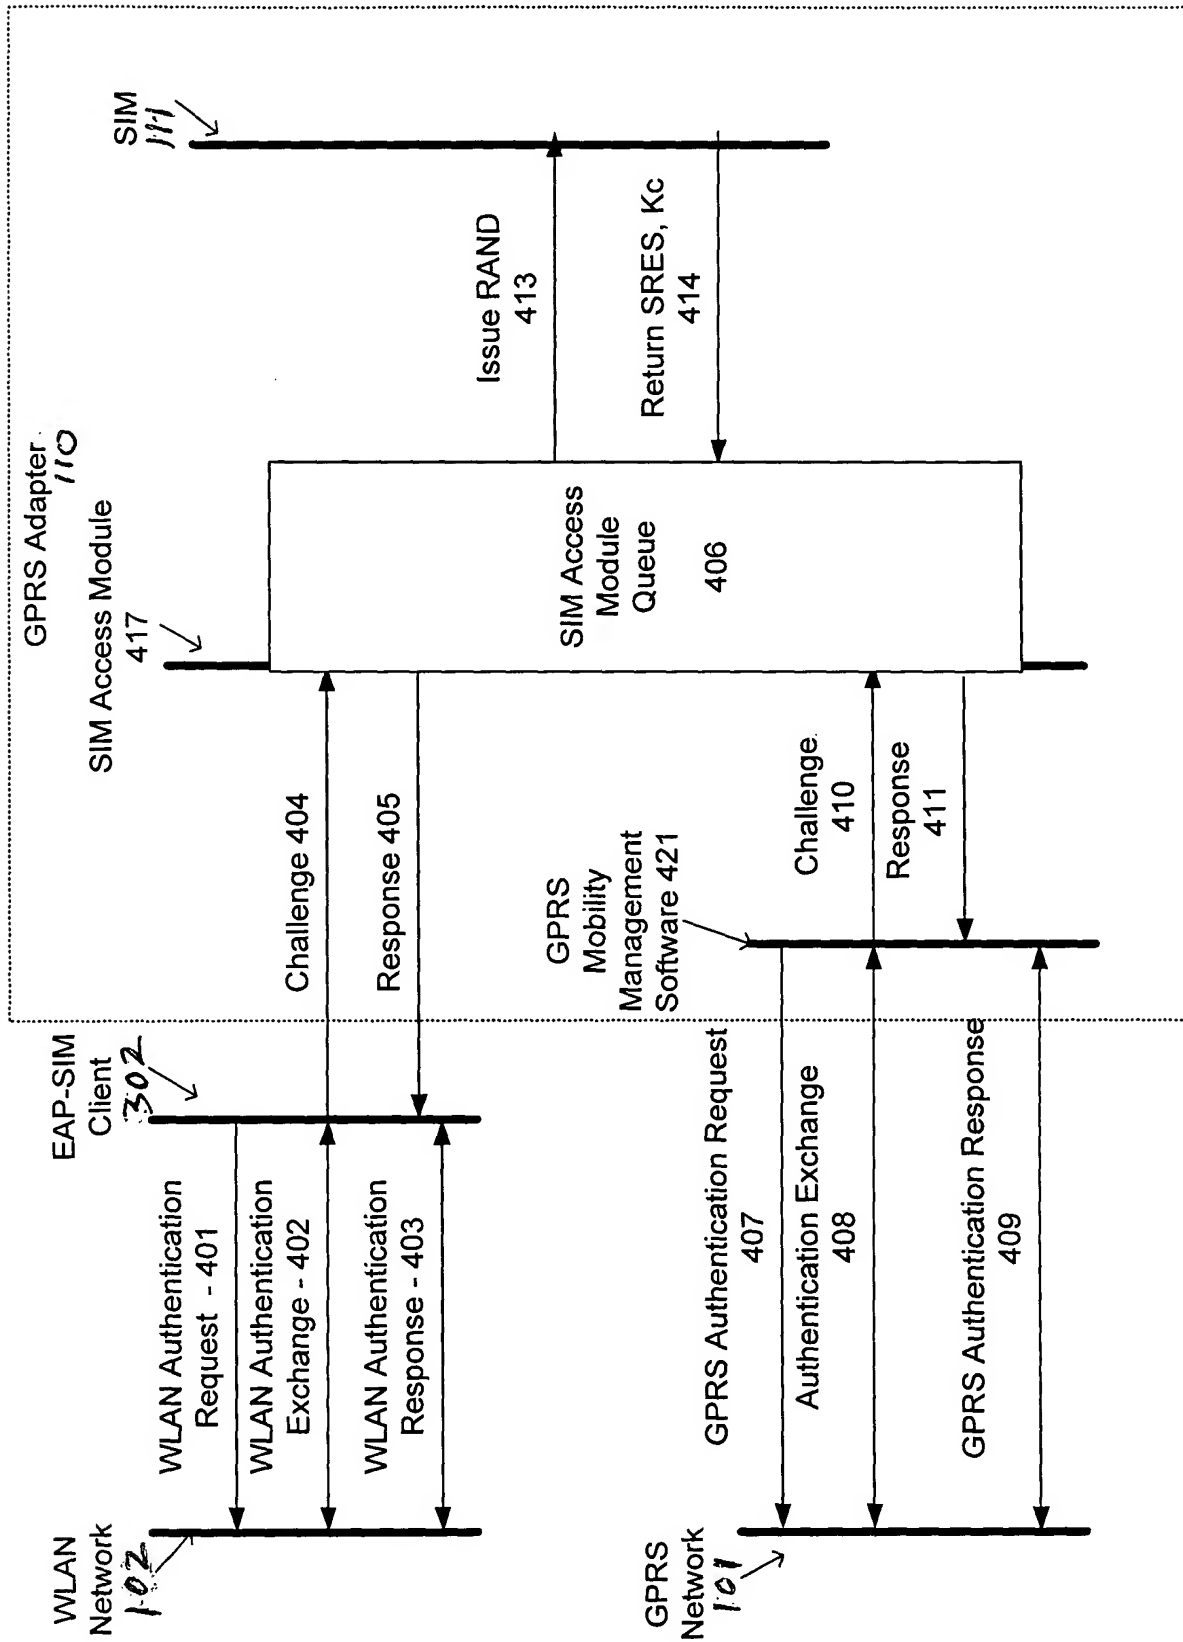 GPRS Adapter
110
SIM Access Module
417
SIM
111
EAP-SIM
Client
302
WLAN
Network
102
WLAN Authentication
Request - 401
WLAN Authentication
Exchange - 402
WLAN Authentication
Response - 403
Challenge 404
Response 405
SIM Access
Module
Queue
406
Issue RAND
413
Return SRES, Kc
414
GPRS
Mobility
Management
Software 421
Challenge
410
Response
411
GPRS
Network
101
GPRS Authentication Request
407
Authentication Exchange
408
GPRS Authentication Response
409